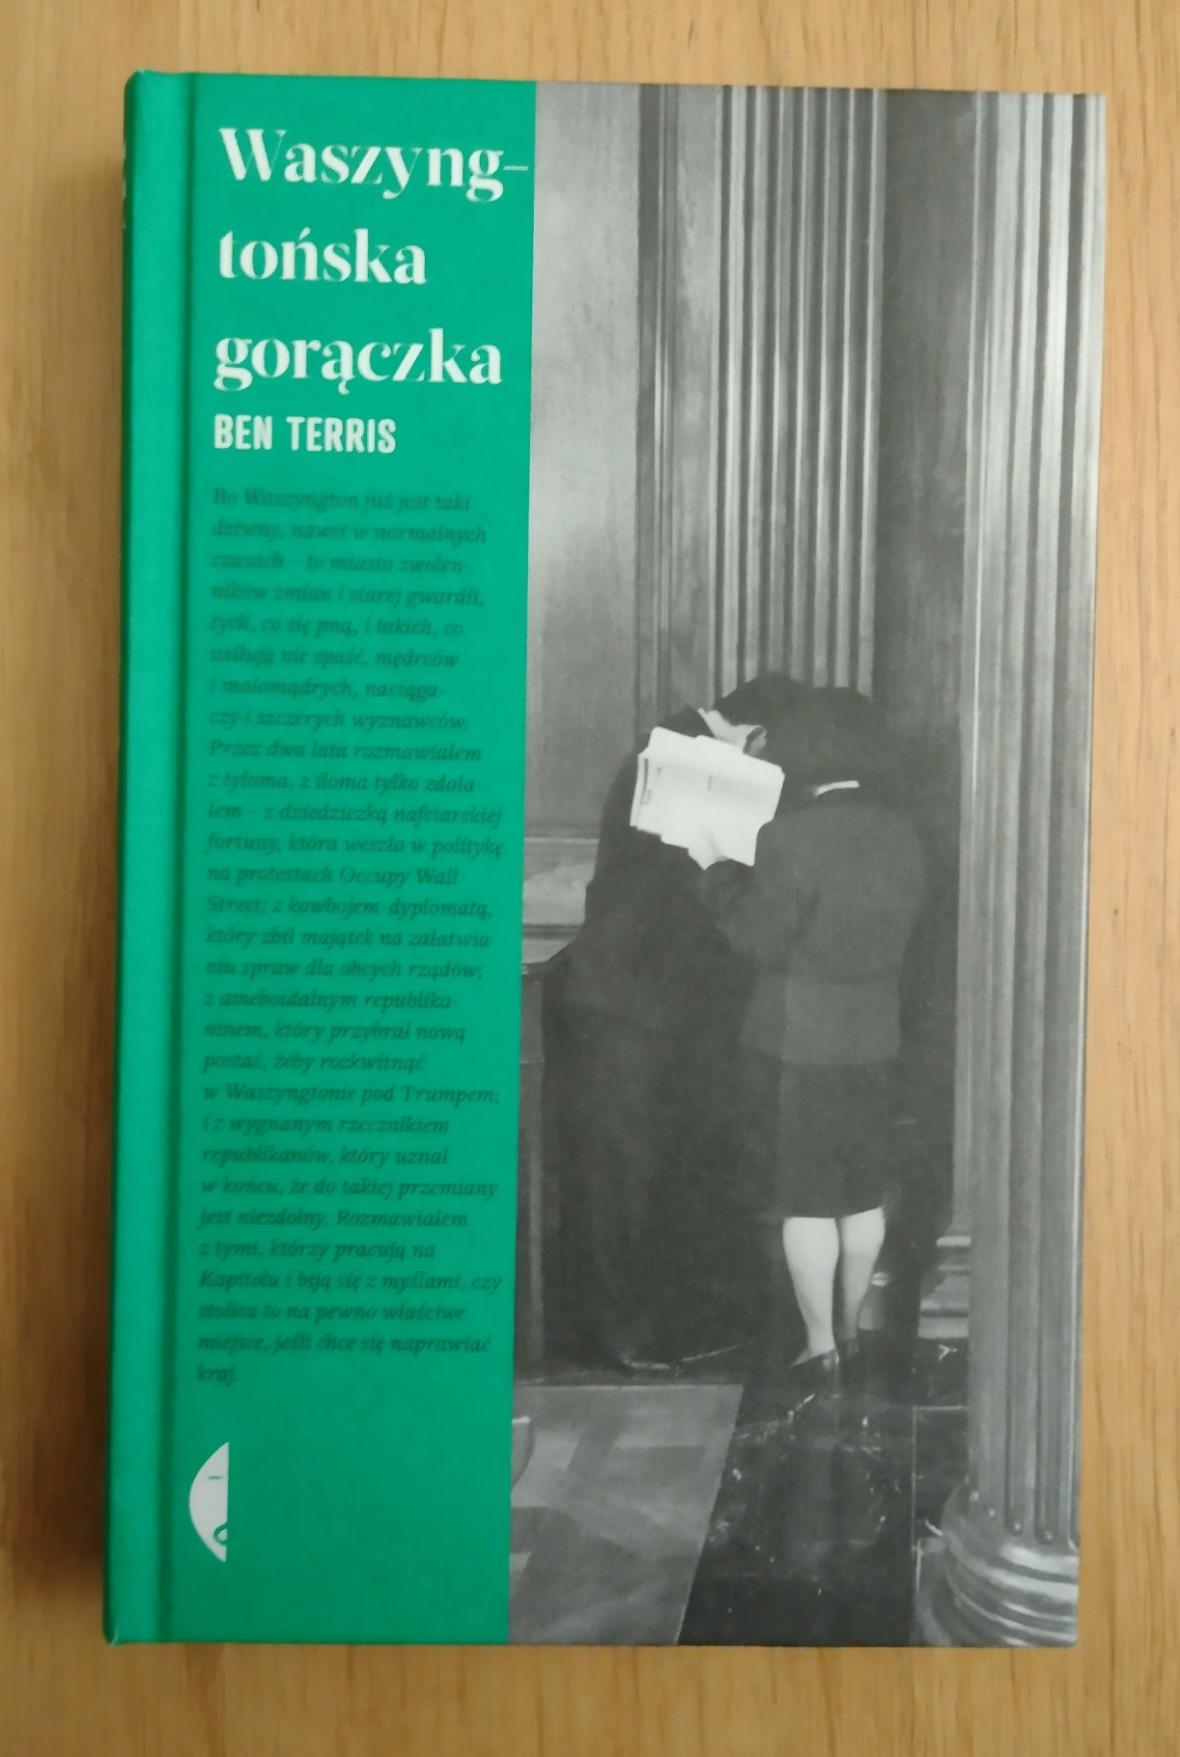 Waszyng-
tońska
gorączka
BEN TERRIS
Bo Waszyngton już jest taki
dziwny, nawet w normalnych
czasach – to miasto zwolen-
ników zmian i starej gwardii,
tych, co się pną, i takich, co
usiłują nie spaść, mędrców
i małomądrych, naciąga-
czy i szczerych wyznawców.
Przez dwa lata rozmawiałem
z tyloma, z iloma tylko zdoła-
łem – z dziedziczką nafciarskiej
fortuny, która weszła w politykę
na protestach Occupy Wall
Street; z kowbojem-dyplomatą,
który zbił majątek na załatwia-
niu spraw dla obcych rządów;
z ameboidalnym republika-
ninem, który przybrał nową
postać, żeby rozkwitnąć
w Waszyngtonie pod Trumpem;
i z wygnanym rzecznikiem
republikanów, który uznał
w końcu, że do takiej przemiany
jest niezdolny. Rozmawiałem
z tymi, którzy pracują na
Kapitolu i biją się z myślami, czy
stolica to na pewno właściwe
miejsce, jeśli chce się naprawiać
kraj.